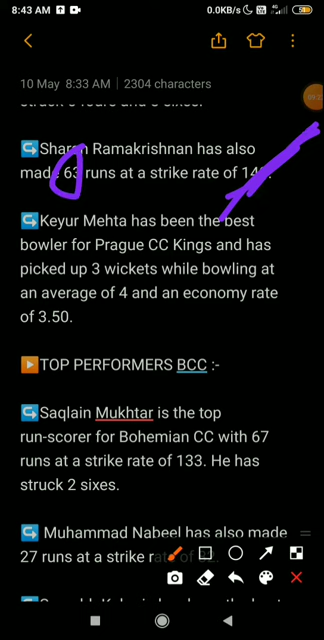 8:43 AM 0.0KB/s 4G 51
10 May 8:33 AM | 2304 characters
Sharan Ramakrishnan has also
made 63 runs at a strike rate of
Keyur Mehta has been the best
bowler for Prague CC Kings and has
picked up 3 wickets while bowling at
an average of 4 and an economy rate
of 3.50.
TOP PERFORMERS BCC :-
Saqlain Mukhtar is the top
run-scorer for Bohemian CC with 67
runs at a strike rate of 133. He has
struck 2 sixes.
Muhammad Nabeel has also made
27 runs at a strike rate of